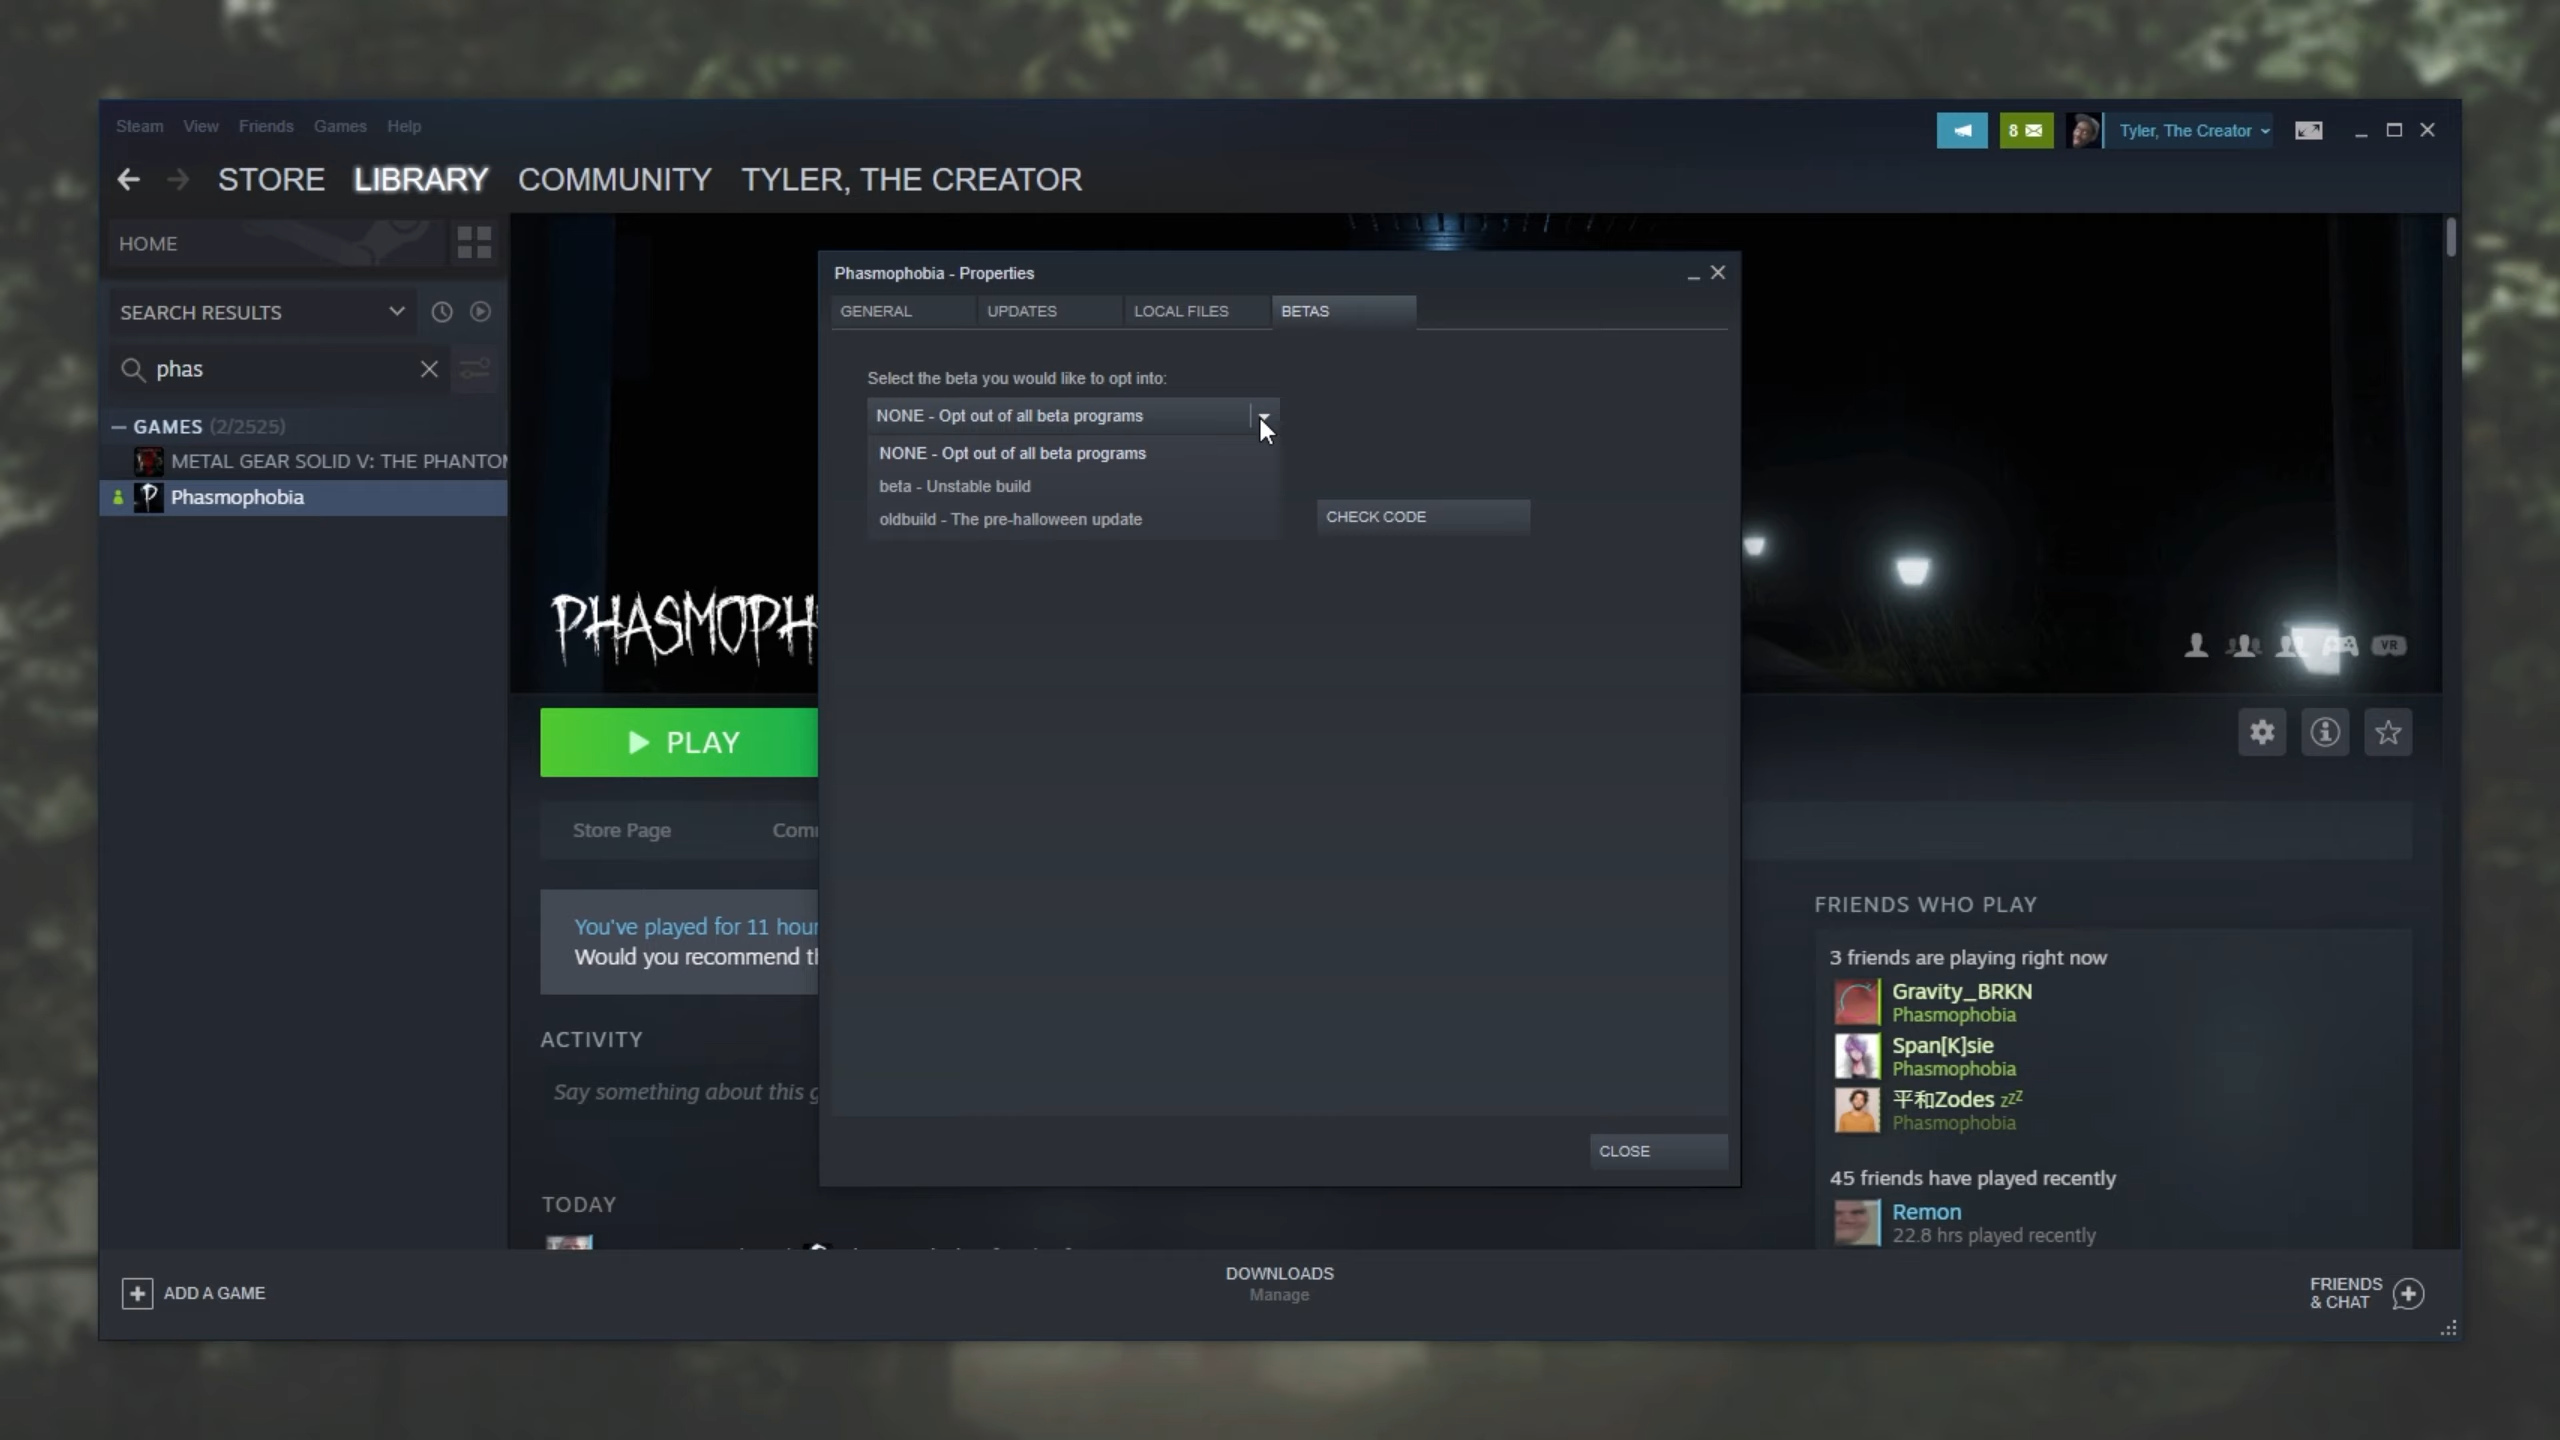 Steam View Friends Games Help
8
Tyler, The Creator
STORE LIBRARY COMMUNITY TYLER, THE CREATOR
HOME
SEARCH RESULTS
phas
GAMES (2/2525)
METAL GEAR SOLID V: THE PHANTOM
Phasmophobia
Phasmophobia - Properties
GENERAL UPDATES LOCAL FILES BETAS
Select the beta you would like to opt into:
NONE - Opt out of all beta programs
NONE - Opt out of all beta programs
beta - Unstable build
oldbuild - The pre-halloween update
CHECK CODE
CLOSE
PHASMOPH
VR
PLAY
Store Page
Com
You've played for 11 hour
Would you recommend th
ACTIVITY
Say something about this g
TODAY
FRIENDS WHO PLAY
3 friends are playing right now
Gravity_BRKN
Phasmophobia
Span[K]sie
Phasmophobia
平和Zodes zzz
Phasmophobia
45 friends have played recently
Remon
22.8 hrs played recently
ADD A GAME
DOWNLOADS
Manage
FRIENDS
& CHAT